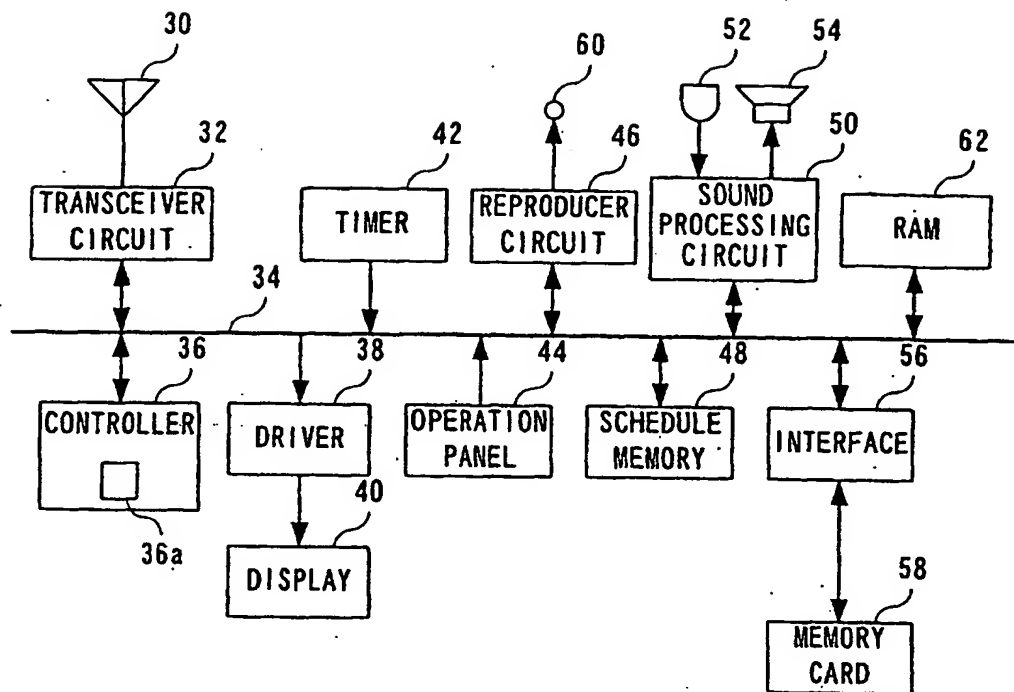 30
60
52
54
32
42
46
50
62
TRANSCEIVER
CIRCUIT
TIMER
REPRODUCER
CIRCUIT
SOUND
PROCESSING
CIRCUIT
RAM
34
36
38
44
48
56
CONTROLLER
36a
DRIVER
OPERATION
PANEL
SCHEDULE
MEMORY
INTERFACE
40
DISPLAY
58
MEMORY
CARD